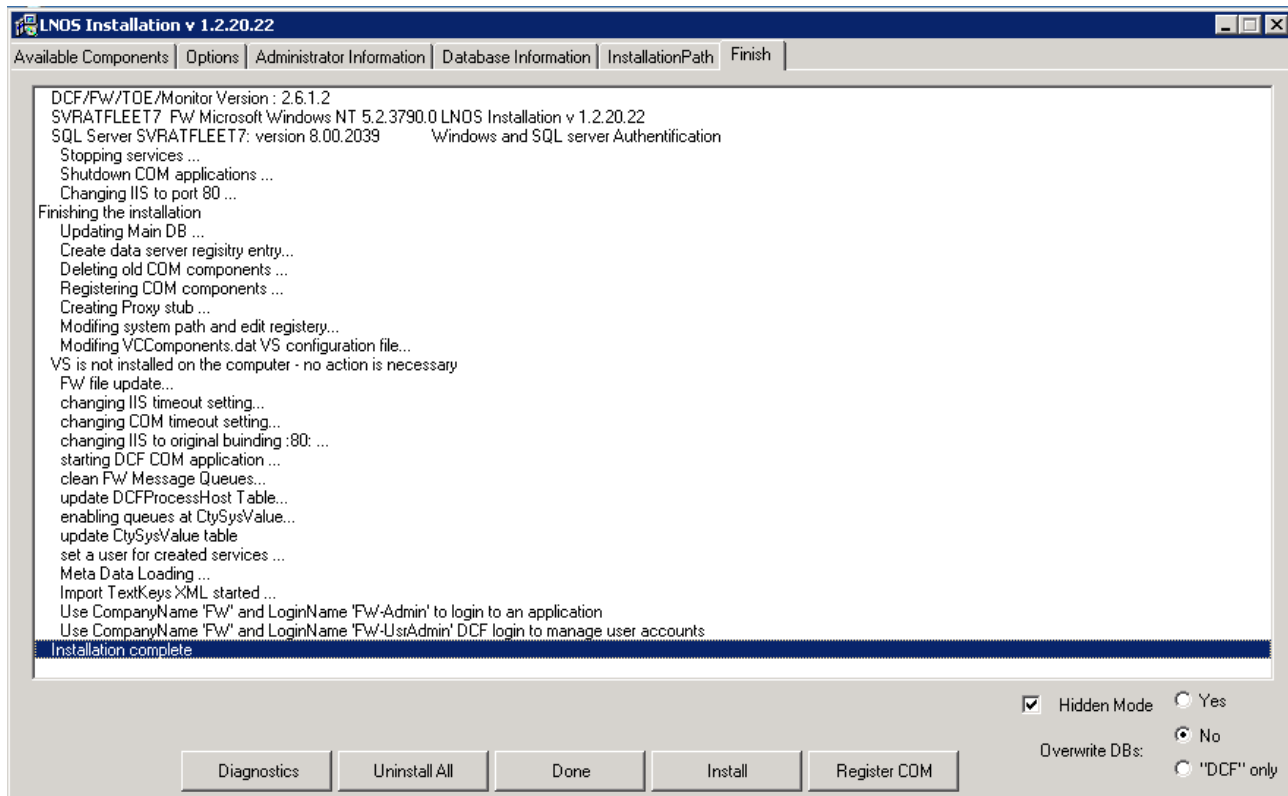 LNOS Installation v 1.2.20.22
Available Components Options Administrator Information Database Information InstallationPath Finish
DCF/FW/TOE/Monitor Version : 2.6.1.2
SVRATFLEET7 FW Microsoft Windows NT 5.2.3790.0 LNOS Installation v 1.2.20.22
SQL Server SVRATFLEET7: version 8.00.2039 Windows and SQL server Authentification
Stopping services ...
Shutdown COM applications ...
Changing IIS to port 80 ...
Finishing the installation
Updating Main DB ...
Create data server regisitry entry...
Deleting old COM components ...
Registering COM components ...
Creating Proxy stub ...
Modifing system path and edit registery...
Modifing VCComponents.dat VS configuration file...
VS is not installed on the computer - no action is necessary
FW file update...
changing IIS timeout setting...
changing COM timeout setting...
changing IIS to original buinding :80: ...
starting DCF COM application ...
clean FW Message Queues...
update DCFProcessHost Table...
enabling queues at CtySysValue...
update CtySysValue table
set a user for created services ...
Meta Data Loading ...
Import TextKeys XML started ...
Use CompanyName 'FW' and LoginName 'FW-Admin' to login to an application
Use CompanyName 'FW' and LoginName 'FW-UsrAdmin' DCF login to manage user accounts
Installation complete
Hidden Mode Yes
Overwrite DBs: No
"DCF" only
Diagnostics Uninstall All Done Install Register COM